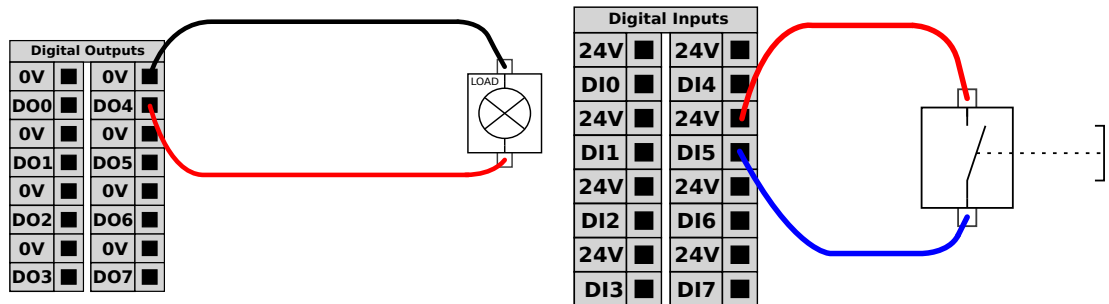 Digital Outputs
0V 0V
DO0 DO4
0V 0V
DO1 DO5
0V 0V
DO2 DO6
0V 0V
DO3 DO7
LOAD
Digital Inputs
24V 24V
DI0 DI4
24V 24V
DI1 DI5
24V 24V
DI2 DI6
24V 24V
DI3 DI7